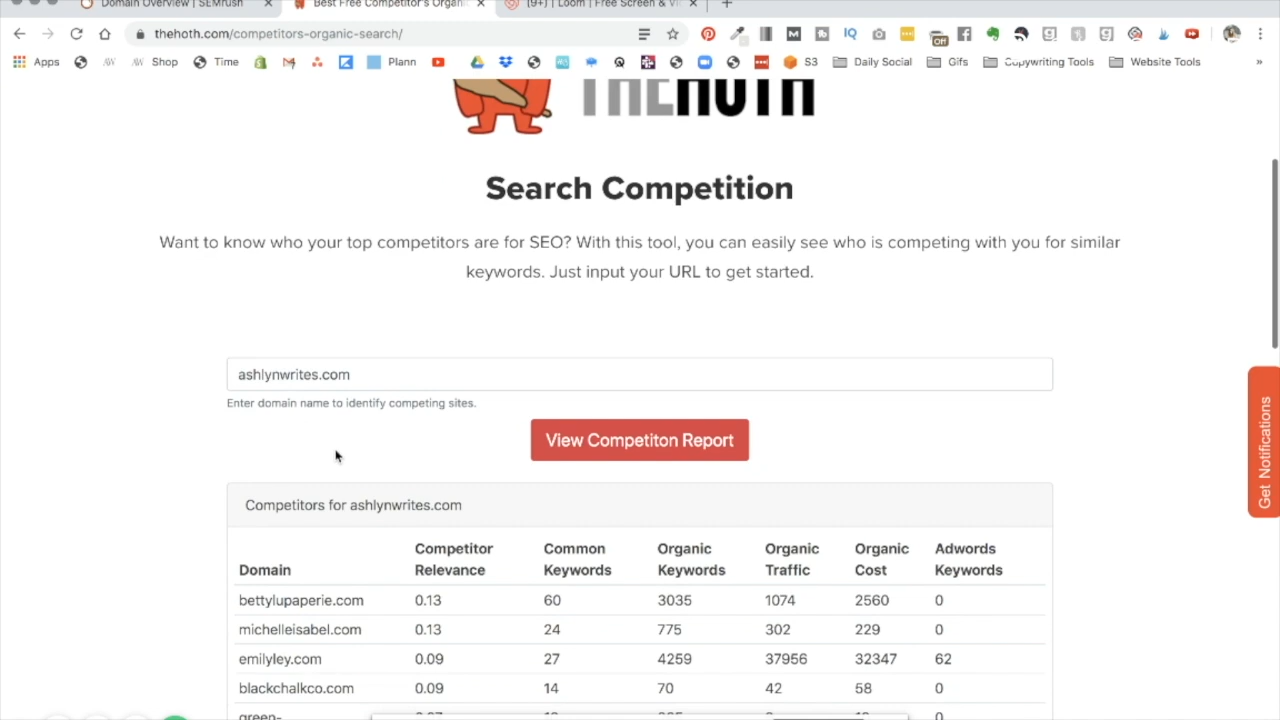 Domain Overview | SEMrush
Best Free Competitor's Organi
(9+) | Loom | Free Screen & Vi
thehoth.com/competitors-organic-search/
IQ
Off
Apps
Shop
Time
Plann
S3
Daily Social
Gifs
Copywriting Tools
Website Tools
»
THEHOTH
Search Competition
Want to know who your top competitors are for SEO? With this tool, you can easily see who is competing with you for similar
keywords. Just input your URL to get started.
ashlynwrites.com
Enter domain name to identify competing sites.
View Competiton Report
Get Notifications
Competitors for ashlynwrites.com
Domain Competitor Relevance Common Keywords Organic Keywords Organic Traffic Organic Cost Adwords Keywords
bettylupaperie.com 0.13 60 3035 1074 2560 0
michelleisabel.com 0.13 24 775 302 229 0
emilyley.com 0.09 27 4259 37956 32347 62
blackchalkco.com 0.09 14 70 42 58 0
green-